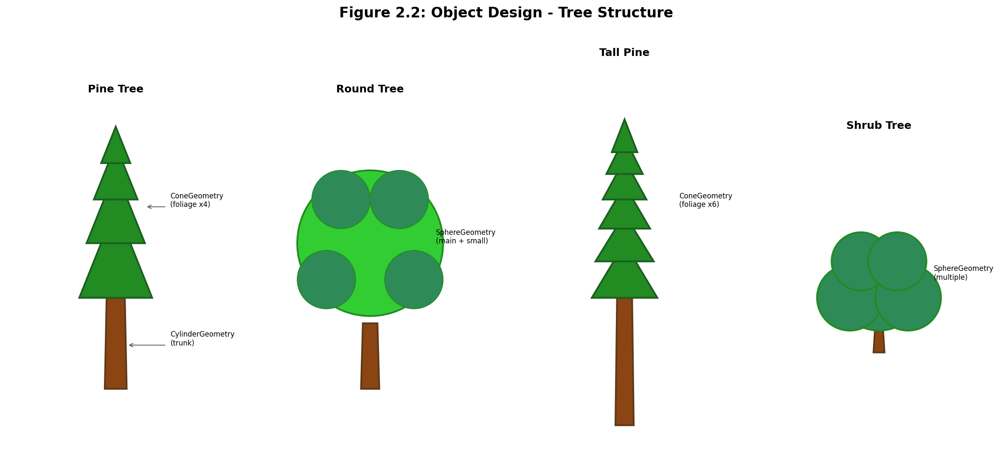 Figure 2.2: Object Design - Tree Structure
Pine Tree
ConeGeometry
(foliage x4)
CylinderGeometry
(trunk)
Round Tree
SphereGeometry
(main + small)
Tall Pine
ConeGeometry
(foliage x6)
Shrub Tree
SphereGeometry
(multiple)